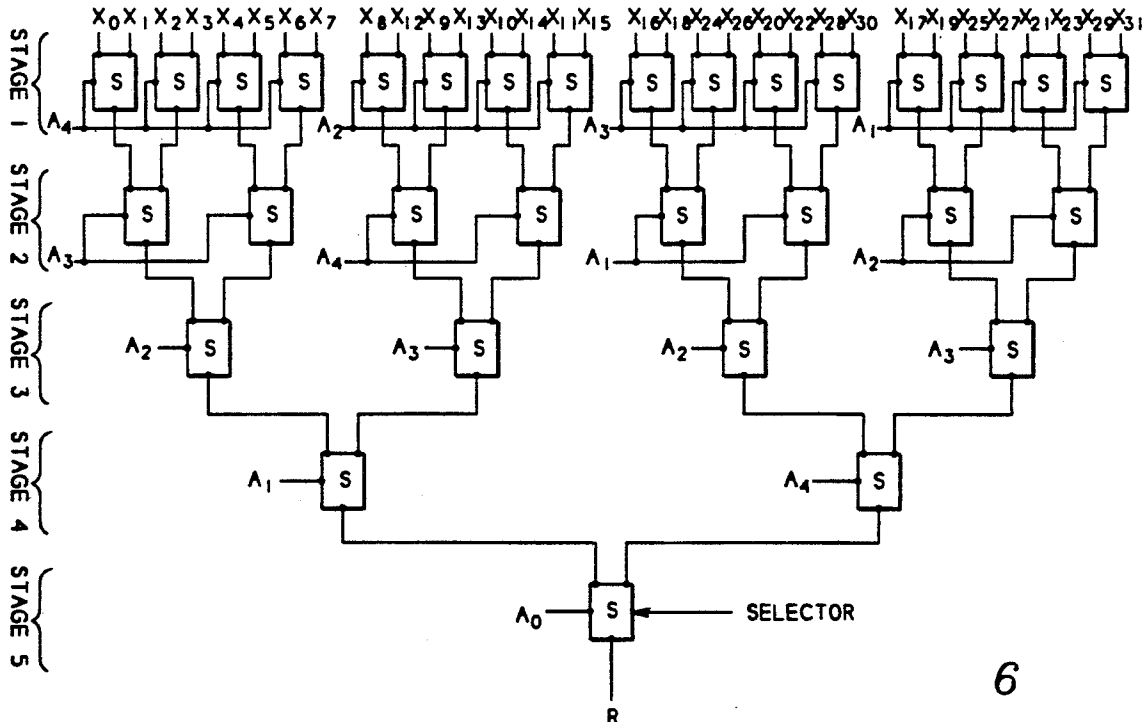 X0 X1 X2 X3 X4 X5 X6 X7 X8 X12 X9 X13 X10 X14 X11 X15 X16 X18 X24 X26 X20 X22 X28 X30 X17 X19 X25 X27 X21 X23 X29 X31
STAGE 1
S S S S S S S S S S S S S S S S
A4 A2 A3 A1
STAGE 2
S S S S S S S S
A3 A4 A1 A2
STAGE 3
A2 S A3 S A2 S A3 S
STAGE 4
A1 S A4 S
STAGE 5
A0 S SELECTOR
R
6